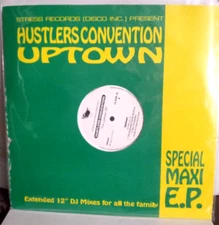 STRESS RECORDS (DISCO INC.) PRESENT
HUSTLERS CONVENTION
UPTOWN
SPECIAL
MAXI
E.P.
Extended 12" DJ Mixes for all the family